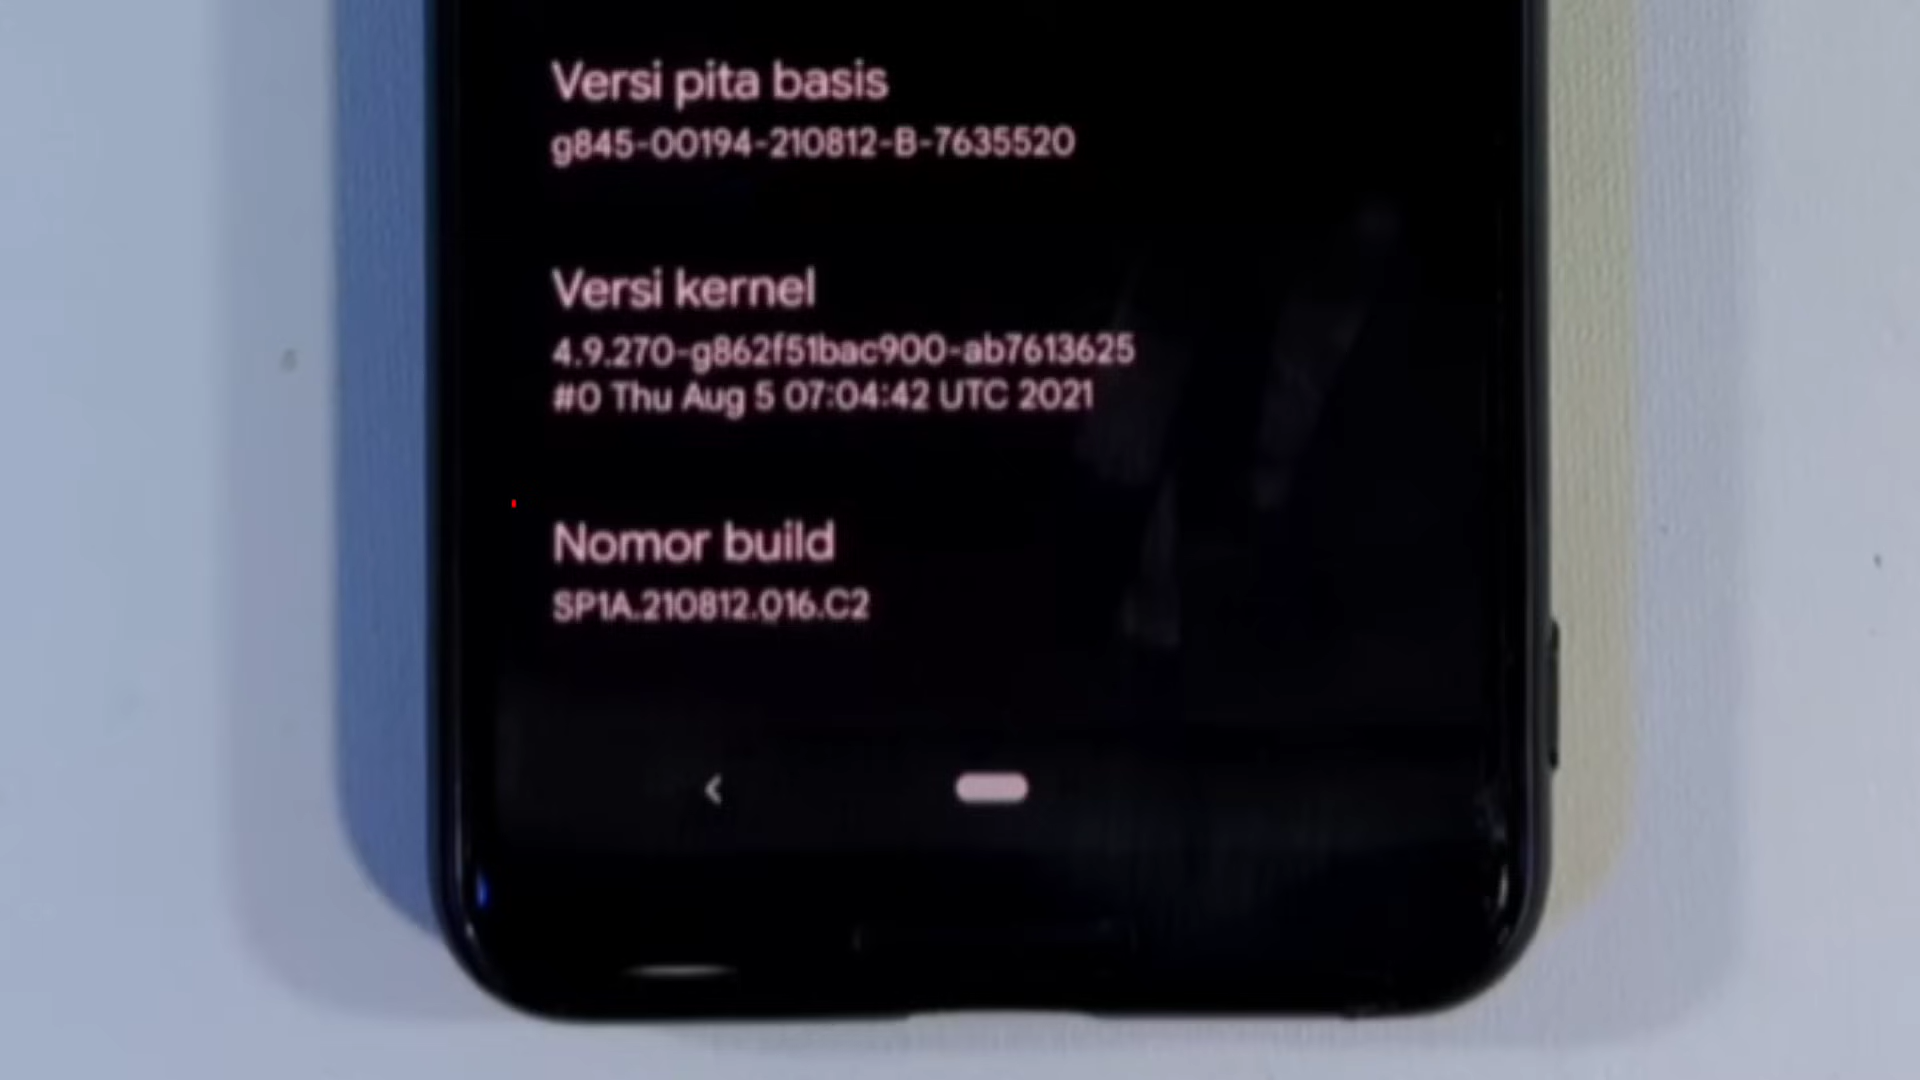 Versi pita basis
g845-00194-210812-B-7635520
Versi kernel
4.9.270-g862f51bac900-ab7613625
#0 Thu Aug 5 07:04:42 UTC 2021
Nomor build
SP1A.210812.016.C2